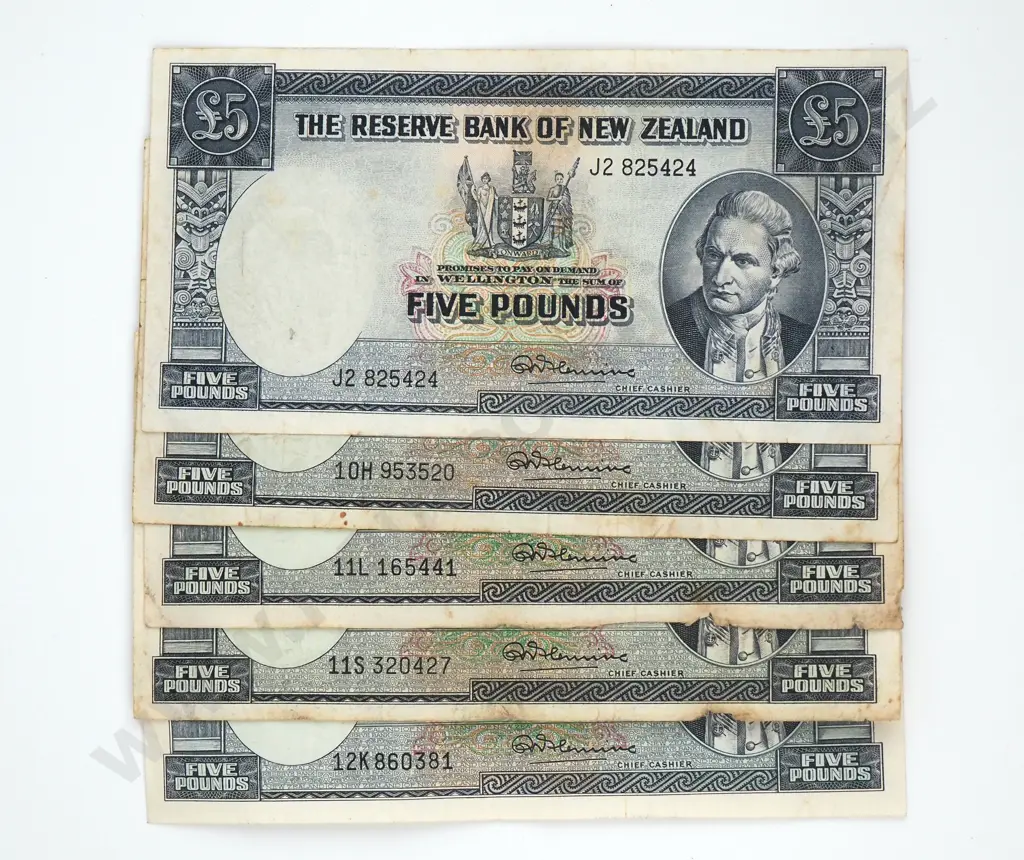 £5 £5
THE RESERVE BANK OF NEW ZEALAND
J2 825424
ONWARD
PROMISES TO PAY ON DEMAND
IN WELLINGTON THE SUM OF
FIVE POUNDS
J2 825424
R N Fleming
CHIEF CASHIER
FIVE POUNDS
FIVE POUNDS
10H 953520
CHIEF CASHIER
FIVE POUNDS
FIVE POUNDS
11L 165441
CHIEF CASHIER
FIVE POUNDS
FIVE POUNDS
11S 320427
CHIEF CASHIER
FIVE POUNDS
FIVE POUNDS
12K 860381
CHIEF CASHIER
FIVE POUNDS
FIVE POUNDS